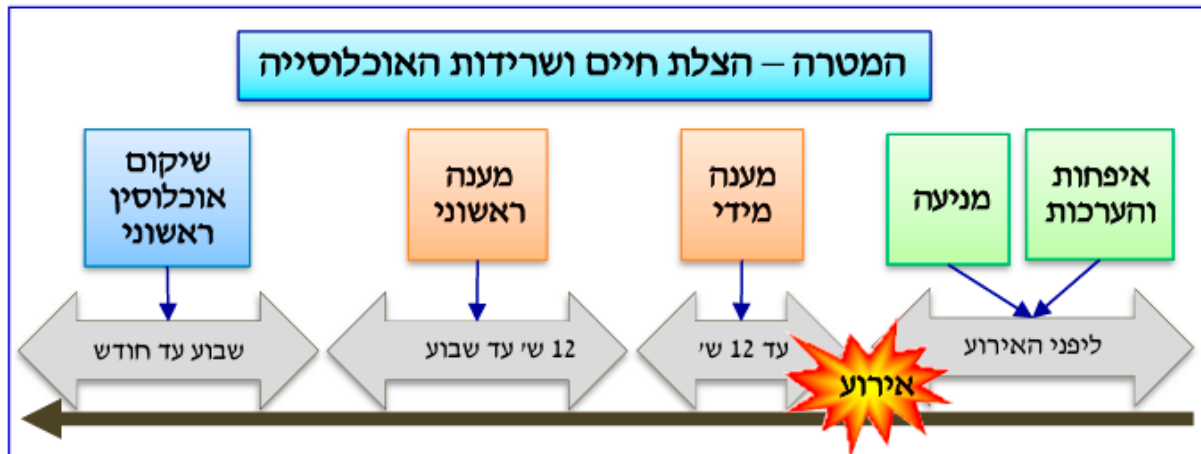 המטרה – הצלת חיים ושרידות האוכלוסייה
איפחות
והערכות
מניעה
מענה
מידי
מענה
ראשוני
שיקום
אוכלוסין
ראשוני
ליפני האירוע
אירוע
עד 12 ש'
12 ש' עד שבוע
שבוע עד חודש